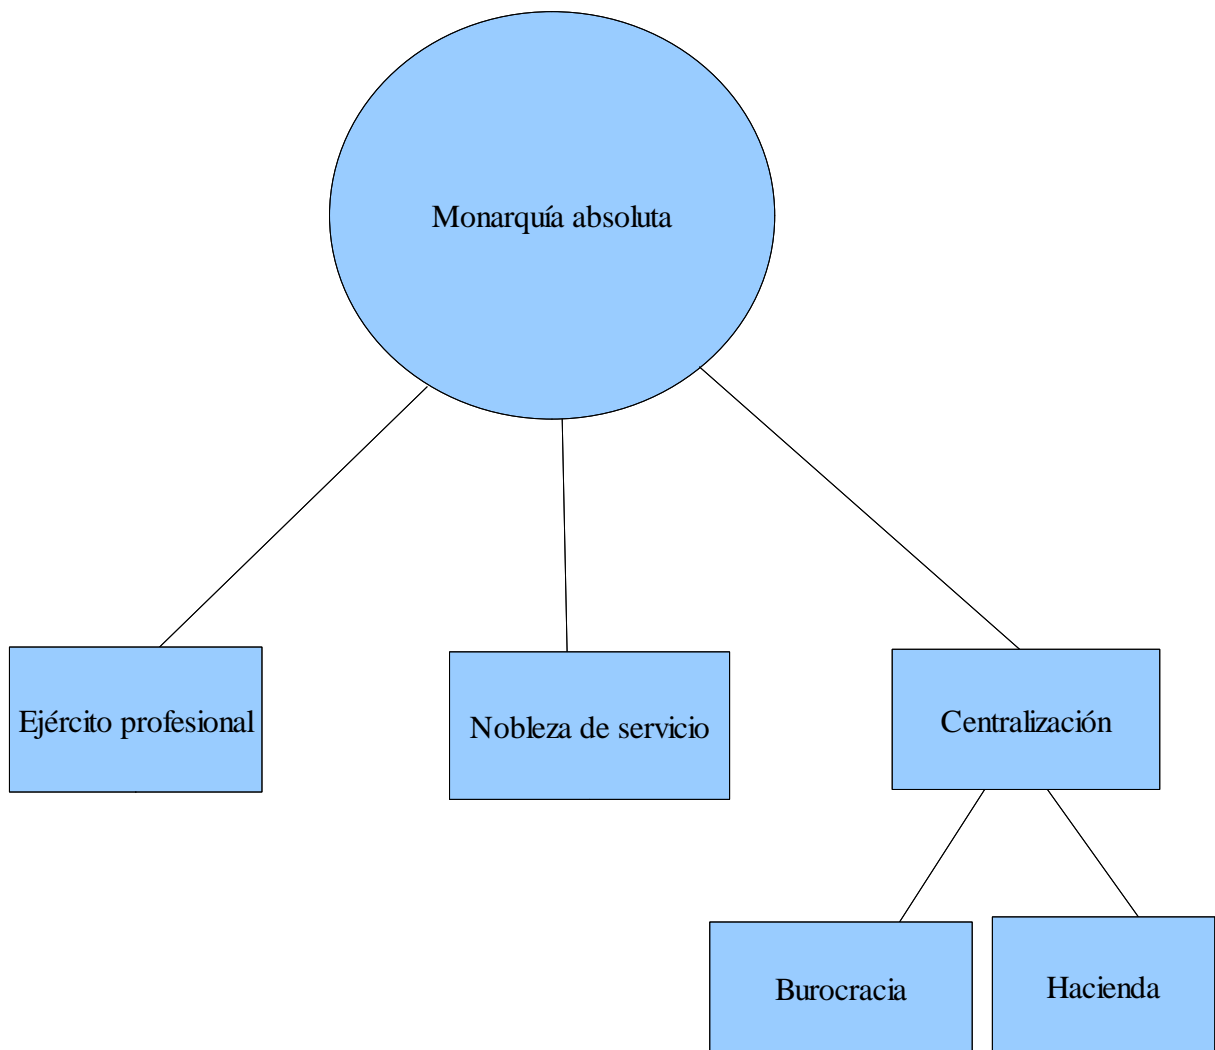 Monarquía absoluta
Ejército profesional
Nobleza de servicio
Centralización
Burocracia
Hacienda